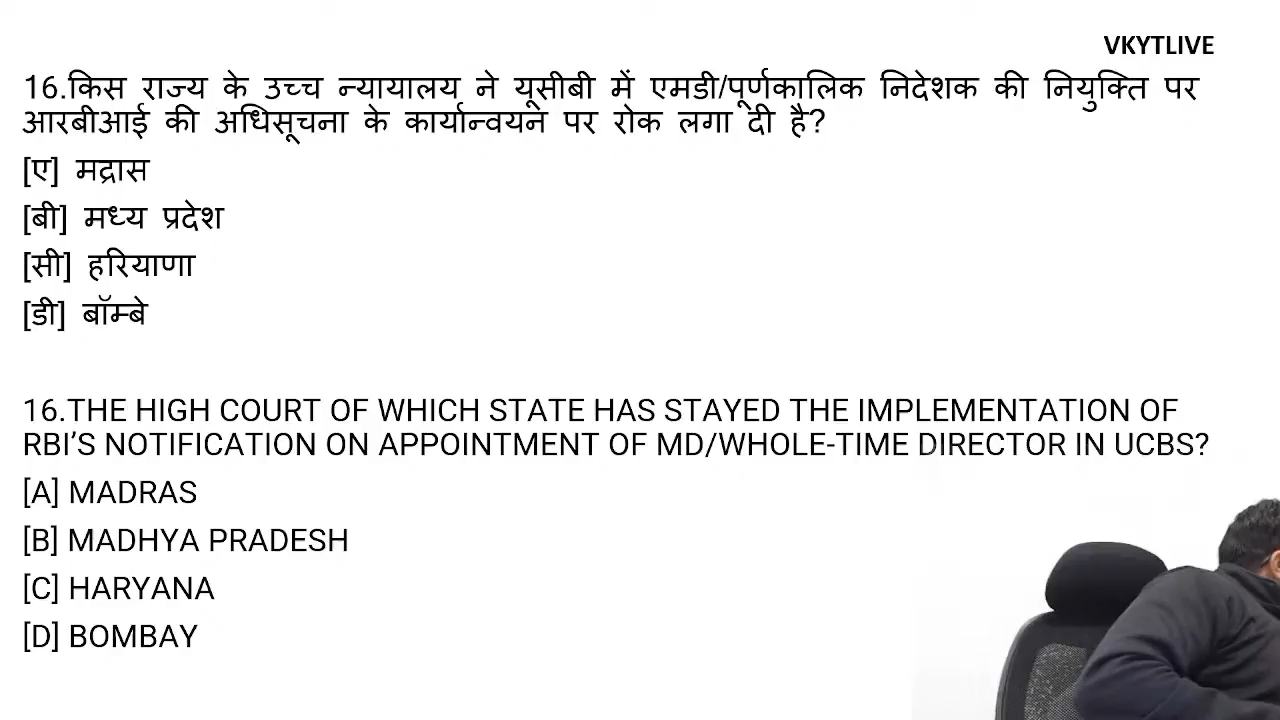 VKYTLIVE
16.किस राज्य के उच्च न्यायालय ने यूसीबी में एमडी/पूर्णकालिक निदेशक की नियुक्ति पर
आरबीआई की अधिसूचना के कार्यान्वयन पर रोक लगा दी है?
[ए] मद्रास
[बी] मध्य प्रदेश
[सी] हरियाणा
[डी] बॉम्बे
16.THE HIGH COURT OF WHICH STATE HAS STAYED THE IMPLEMENTATION OF
RBI’S NOTIFICATION ON APPOINTMENT OF MD/WHOLE-TIME DIRECTOR IN UCBS?
[A] MADRAS
[B] MADHYA PRADESH
[C] HARYANA
[D] BOMBAY